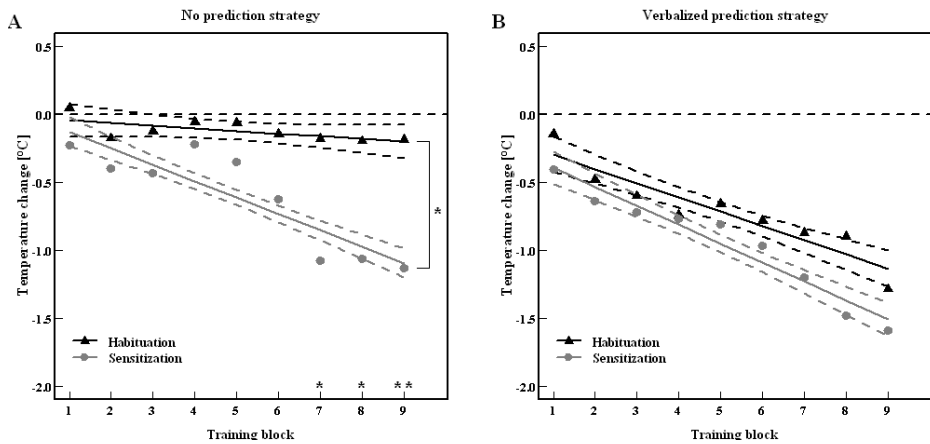 A
No prediction strategy
0.5
0.0
-0.5
-1.0
-1.5
-2.0
Temperature change [°C]
*
Habituation
Sensitization
* * **
1 2 3 4 5 6 7 8 9
Training block
B
Verbalized prediction strategy
0.5
0.0
-0.5
-1.0
-1.5
-2.0
Temperature change [°C]
Habituation
Sensitization
1 2 3 4 5 6 7 8 9
Training block